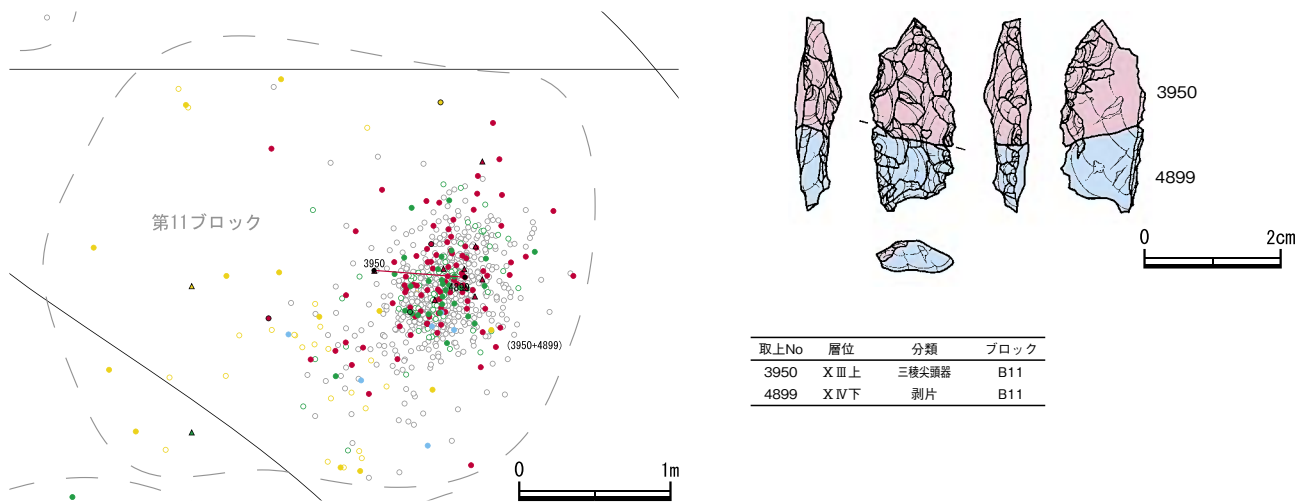 第11ブロック
3950
4899
(3950+4899)
0 1m
3950
4899
0 2cm
取上No 層位 分類 ブロック
3950 XⅢ上 三稜尖頭器 B11
4899 XⅣ下 剥片 B11